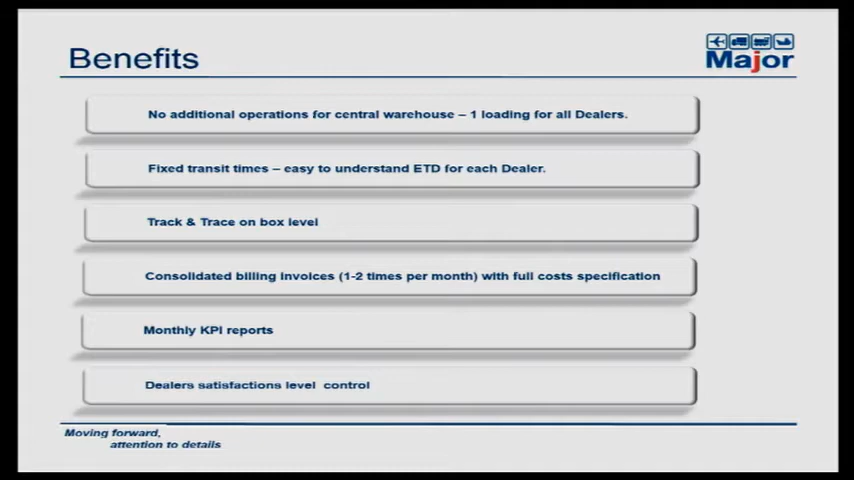 Benefits
Major
No additional operations for central warehouse – 1 loading for all Dealers.
Fixed transit times – easy to understand ETD for each Dealer.
Track & Trace on box level
Consolidated billing invoices (1-2 times per month) with full costs specification
Monthly KPI reports
Dealers satisfactions level control
Moving forward,
attention to details